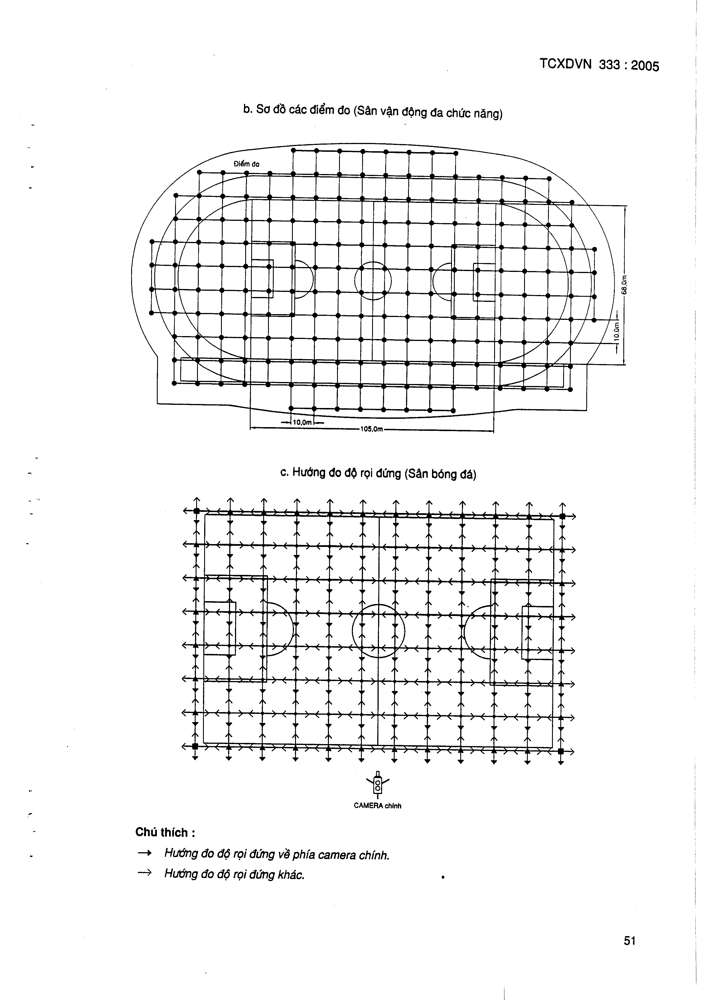 TCXDVN 333 : 2005
b. Sơ đồ các điểm đo (Sân vận động đa chức năng)
Điểm đo
68,0m
10,0m
10,0m
105,0m
c. Hướng đo độ rọi đứng (Sân bóng đá)
CAMERA chính
Chú thích :
Hướng đo độ rọi đứng về phía camera chính.
Hướng đo độ rọi đứng khác.
51